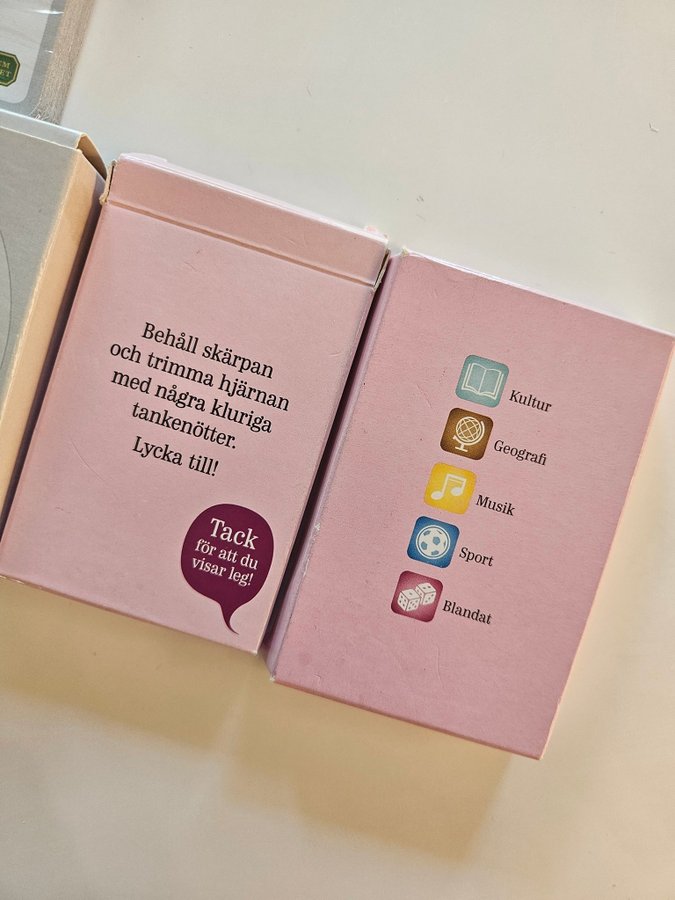 Behåll skärpan
och trimma hjärnan
med några kluriga
tankenötter.
Lycka till!
Tack
för att du
visar leg!
Kultur
Geografi
Musik
Sport
Blandat